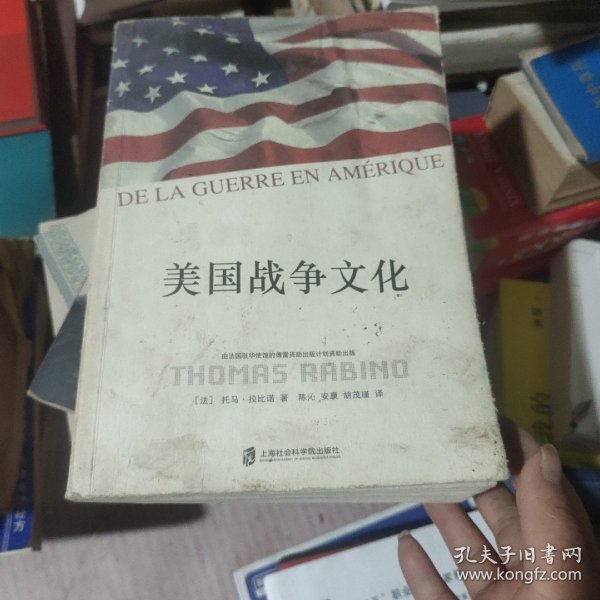 DE LA GUERRE EN AMÉRIQUE
美国战争文化
由法国驻华使馆的傅雷资助出版计划资助出版
THOMAS RABINO
[法] 托马·拉比诺 著 陈沁、安康、胡茂瑾 译
上海社会科学院出版社
孔夫子旧书网
www.kongfz.com